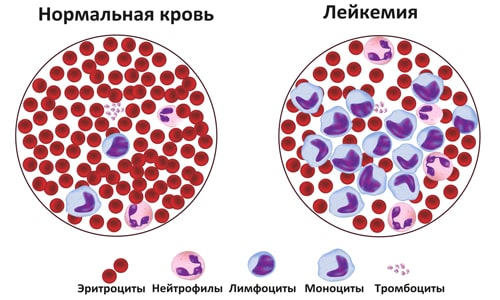 Нормальная кровь
Лейкемия
Эритроциты Нейтрофилы Лимфоциты Моноциты Тромбоциты